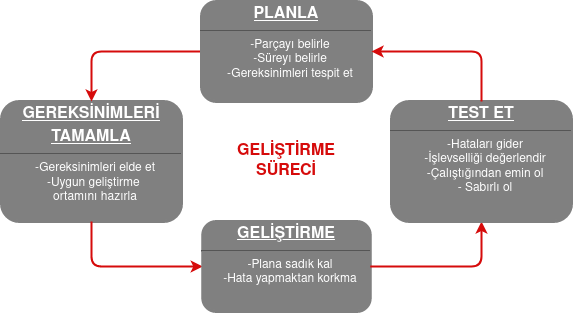 PLANLA
-Parçayı belirle
-Süreyi belirle
-Gereksinimleri tespit et
GEREKSİNİMLERİ
TAMAMLA
-Gereksinimleri elde et
-Uygun geliştirme
ortamını hazırla
GELİŞTİRME
SÜRECİ
TEST ET
-Hataları gider
-İşlevselliği değerlendir
-Çalıştığından emin ol
- Sabırlı ol
GELİŞTİRME
-Plana sadık kal
-Hata yapmaktan korkma